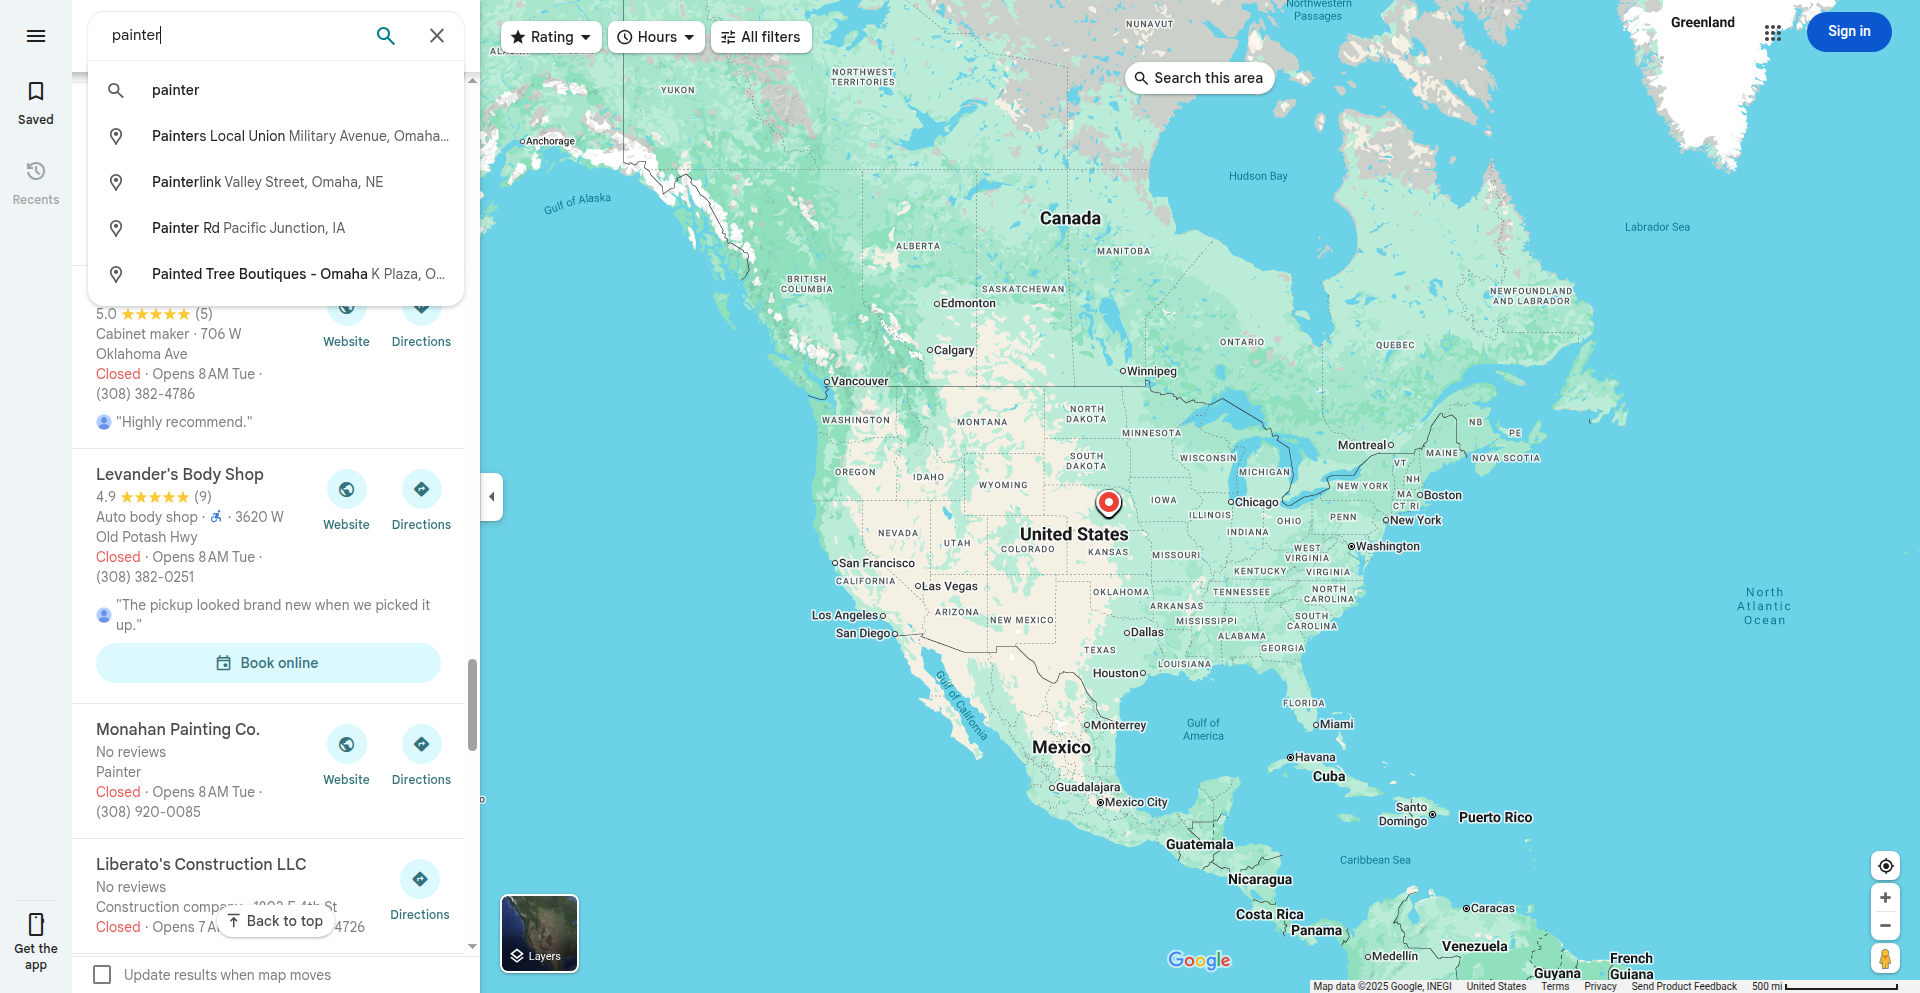 painter
Saved
Recents
Get the
app
painter
Painters Local Union Military Avenue, Omaha...
Painterlink Valley Street, Omaha, NE
Painter Rd Pacific Junction, IA
Painted Tree Boutiques - Omaha K Plaza, O...
5.0 (5)
Cabinet maker · 706 W
Oklahoma Ave
Closed · Opens 8 AM Tue ·
(308) 382-4786
"Highly recommend."
Website
Directions
Levander's Body Shop
4.9 (9)
Auto body shop · · 3620 W
Old Potash Hwy
Closed · Opens 8 AM Tue ·
(308) 382-0251
"The pickup looked brand new when we picked it
up."
Website
Directions
Book online
Monahan Painting Co.
No reviews
Painter
Closed · Opens 8 AM Tue ·
(308) 920-0085
Website
Directions
Liberato's Construction LLC
No reviews
Construction company
Closed · Opens 7 A
4726
Directions
Back to top
Update results when map moves
Rating
Hours
All filters
Search this area
Sign in
Greenland
Northwestern
Passages
NUNAVUT
NORTHWEST
TERRITORIES
YUKON
Anchorage
Gulf of Alaska
Hudson Bay
Canada
Labrador Sea
ALBERTA
MANITOBA
BRITISH
COLUMBIA
SASKATCHEWAN
NEWFOUNDLAND
AND LABRADOR
Edmonton
ONTARIO
QUEBEC
Calgary
Winnipeg
Vancouver
WASHINGTON
MONTANA
NORTH
DAKOTA
MINNESOTA
NB
PE
Montreal
MAINE
NOVA SCOTIA
OREGON
IDAHO
SOUTH
DAKOTA
WISCONSIN
MICHIGAN
VT
NH
WYOMING
IOWA
NEW YORK
MA
Boston
CT RI
Chicago
ILLINOIS
OHIO
PENN
New York
NEVADA
UTAH
United States
COLORADO
KANSAS
MISSOURI
INDIANA
WEST
VIRGINIA
Washington
San Francisco
CALIFORNIA
Las Vegas
KENTUCKY
VIRGINIA
OKLAHOMA
TENNESSEE
NORTH
CAROLINA
Los Angeles
ARIZONA
NEW MEXICO
ARKANSAS
MISSISSIPPI
SOUTH
CAROLINA
San Diego
Dallas
ALABAMA
GEORGIA
TEXAS
LOUISIANA
Houston
North
Atlantic
Ocean
Gulf of California
FLORIDA
Monterrey
Gulf of
America
Miami
Mexico
Havana
Cuba
Guadalajara
Mexico City
Santo
Domingo
Puerto Rico
Guatemala
Caribbean Sea
Nicaragua
Costa Rica
Caracas
Panama
Venezuela
Medellín
Guyana
French
Guiana
Layers
Google
Map data ©2025 Google, INEGI
United States
Terms
Privacy
Send Product Feedback
500 mi